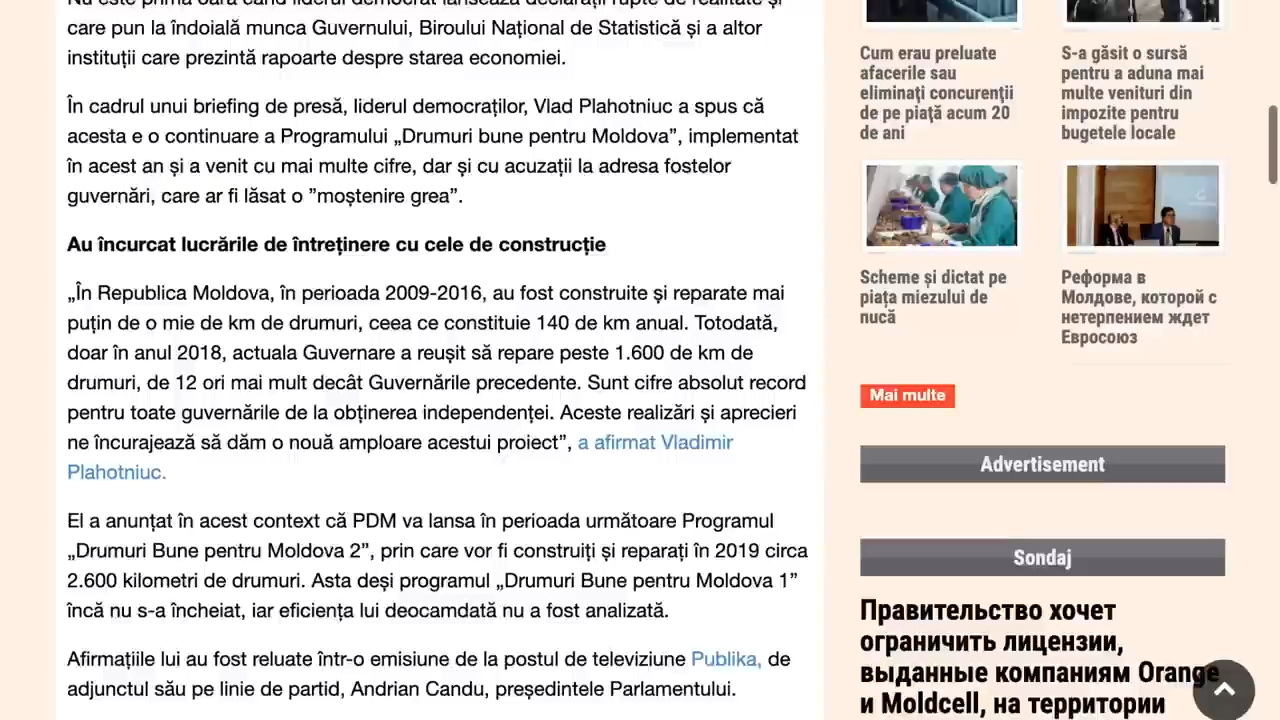 Nu este prima oară când liderul democrat lansează declarații rupte de realitate și
care pun la îndoială munca Guvernului, Biroului Național de Statistică și a altor
instituții care prezintă rapoarte despre starea economiei.
În cadrul unui briefing de presă, liderul democraților, Vlad Plahotniuc a spus că
acesta e o continuare a Programului „Drumuri bune pentru Moldova”, implementat
în acest an și a venit cu mai multe cifre, dar și cu acuzații la adresa fostelor
guvernări, care ar fi lăsat o ”moștenire grea”.
Au încurcat lucrările de întreținere cu cele de construcție
„În Republica Moldova, în perioada 2009-2016, au fost construite și reparate mai
puțin de o mie de km de drumuri, ceea ce constituie 140 de km anual. Totodată,
doar în anul 2018, actuala Guvernare a reușit să repare peste 1.600 de km de
drumuri, de 12 ori mai mult decât Guvernările precedente. Sunt cifre absolut record
pentru toate guvernările de la obținerea independenței. Aceste realizări și aprecieri
ne încurajează să dăm o nouă amploare acestui proiect”, a afirmat Vladimir
Plahotniuc.
El a anunțat în acest context că PDM va lansa în perioada următoare Programul
„Drumuri Bune pentru Moldova 2”, prin care vor fi construiți și reparați în 2019 circa
2.600 kilometri de drumuri. Asta deși programul „Drumuri Bune pentru Moldova 1”
încă nu s-a încheiat, iar eficiența lui deocamdată nu a fost analizată.
Afirmațiile lui au fost reluate într-o emisiune de la postul de televiziune Publika, de
adjunctul său pe linie de partid, Andrian Candu, președintele Parlamentului.
Cum erau preluate
afacerile sau
eliminați concurenții
de pe piață acum 20
de ani
S-a găsit o sursă
pentru a aduna mai
multe venituri din
impozite pentru
bugetele locale
Scheme și dictat pe
piața miezului de
nucă
Реформа в
Молдове, которой с
нетерпением ждет
Евросоюз
Mai multe
Advertisement
Sondaj
Правительство хочет
ограничить лицензии,
выданные компаниям Orange
и Moldcell, на территории